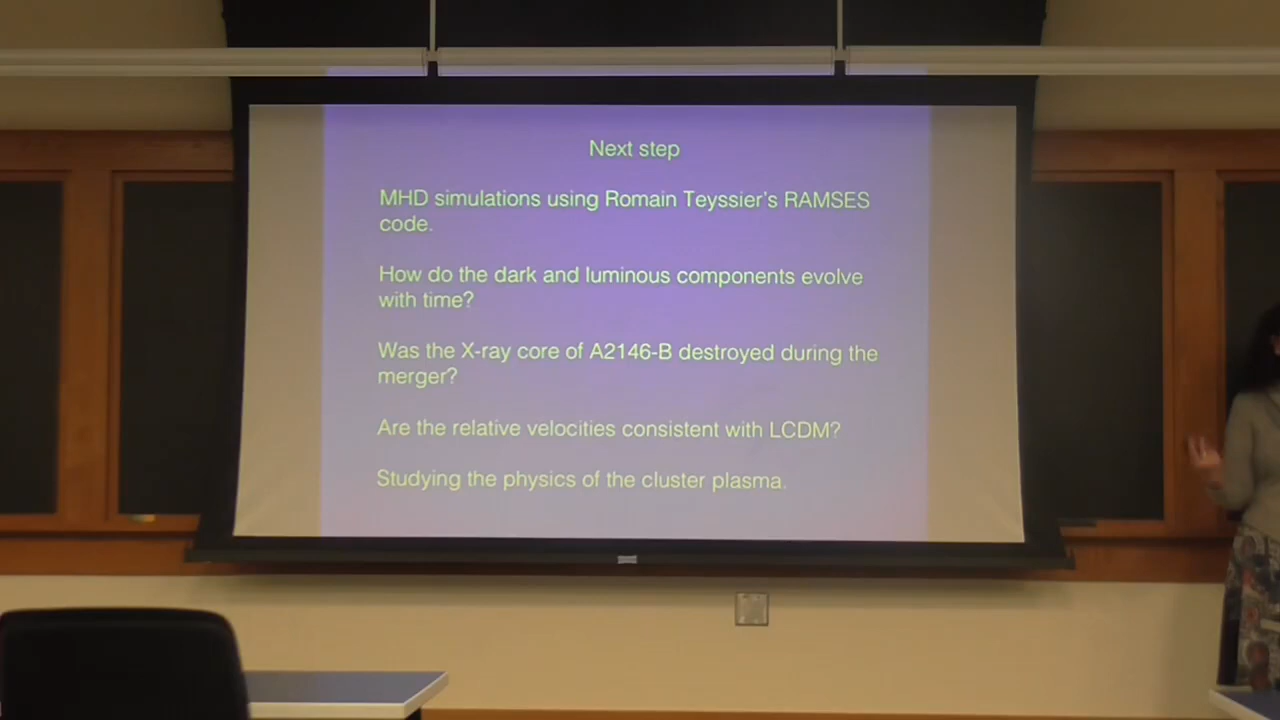 Next step
MHD simulations using Romain Teyssier's RAMSES
code.
How do the dark and luminous components evolve
with time?
Was the X-ray core of A2146-B destroyed during the
merger?
Are the relative velocities consistent with LCDM?
Studying the physics of the cluster plasma.